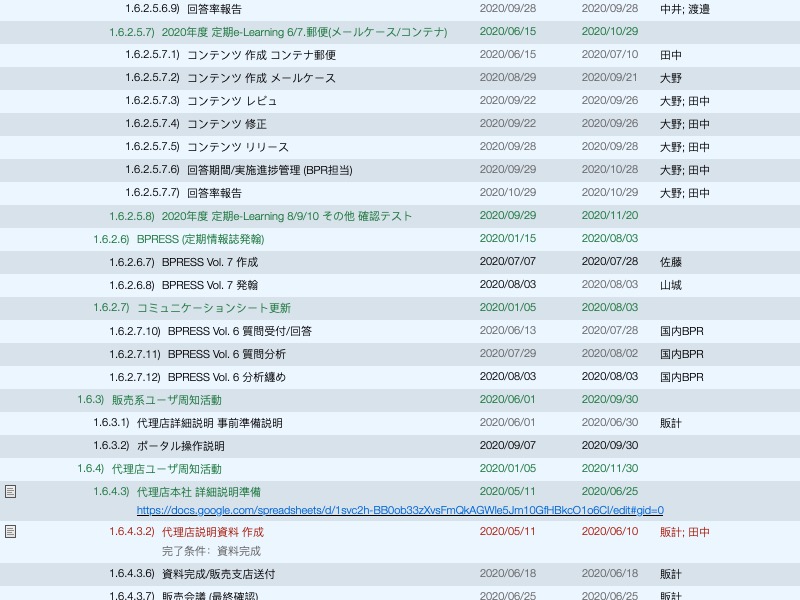 1.6.2.5.6.9) 回答率報告 2020/09/28 2020/09/28 中井; 渡邉
1.6.2.5.7) 2020年度 定期e-Learning 6/7.郵便(メールケース/コンテナ) 2020/06/15 2020/10/29
1.6.2.5.7.1) コンテンツ 作成 コンテナ郵便 2020/06/15 2020/07/10 田中
1.6.2.5.7.2) コンテンツ 作成 メールケース 2020/08/29 2020/09/21 大野
1.6.2.5.7.3) コンテンツ レビュ 2020/09/22 2020/09/26 大野; 田中
1.6.2.5.7.4) コンテンツ 修正 2020/09/22 2020/09/26 大野; 田中
1.6.2.5.7.5) コンテンツ リリース 2020/09/28 2020/09/28 大野; 田中
1.6.2.5.7.6) 回答期間/実施進捗管理 (BPR担当) 2020/09/29 2020/10/28 大野; 田中
1.6.2.5.7.7) 回答率報告 2020/10/29 2020/10/29 大野; 田中
1.6.2.5.8) 2020年度 定期e-Learning 8/9/10 その他 確認テスト 2020/09/29 2020/11/20
1.6.2.6) BPRESS (定期情報誌発翰) 2020/01/15 2020/08/03
1.6.2.6.7) BPRESS Vol. 7 作成 2020/07/07 2020/07/28 佐藤
1.6.2.6.8) BPRESS Vol. 7 発翰 2020/08/03 2020/08/03 山城
1.6.2.7) コミュニケーションシート更新 2020/01/05 2020/08/03
1.6.2.7.10) BPRESS Vol. 6 質問受付/回答 2020/06/13 2020/07/28 国内BPR
1.6.2.7.11) BPRESS Vol. 6 質問分析 2020/07/29 2020/08/02 国内BPR
1.6.2.7.12) BPRESS Vol. 6 分析纏め 2020/08/03 2020/08/03 国内BPR
1.6.3) 販売系ユーザ周知活動 2020/06/01 2020/09/30
1.6.3.1) 代理店詳細説明 事前準備説明 2020/06/01 2020/06/30 販計
1.6.3.2) ポータル操作説明 2020/09/07 2020/09/30
1.6.4) 代理店ユーザ周知活動 2020/01/05 2020/11/30
1.6.4.3) 代理店本社 詳細説明準備 2020/05/11 2020/06/25
https://docs.google.com/spreadsheets/d/1svc2h-BB0ob33zXvsFmQkAGWle5Jm10GfHBkcO1o6CI/edit#gid=0
1.6.4.3.2) 代理店説明資料 作成 2020/05/11 2020/06/10 販計; 田中
完了条件: 資料完成
1.6.4.3.6) 資料完成/販売支店送付 2020/06/18 2020/06/18 販計
1.6.4.3.7) 販売会議 (最終確認) 2020/06/25 2020/06/25 販計